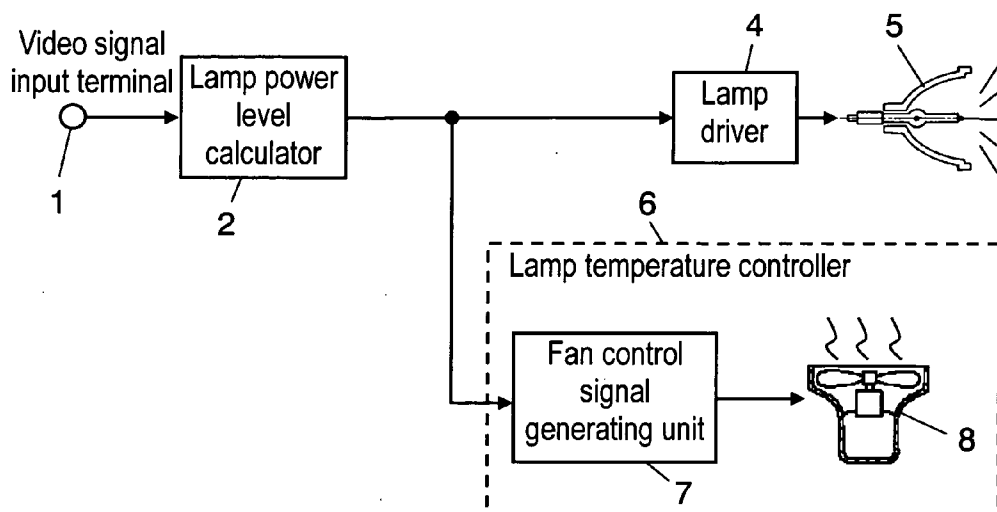 Video signal
input terminal
1
Lamp power
level
calculator
2
4
Lamp
driver
5
6
Lamp temperature controller
Fan control
signal
generating unit
7
8